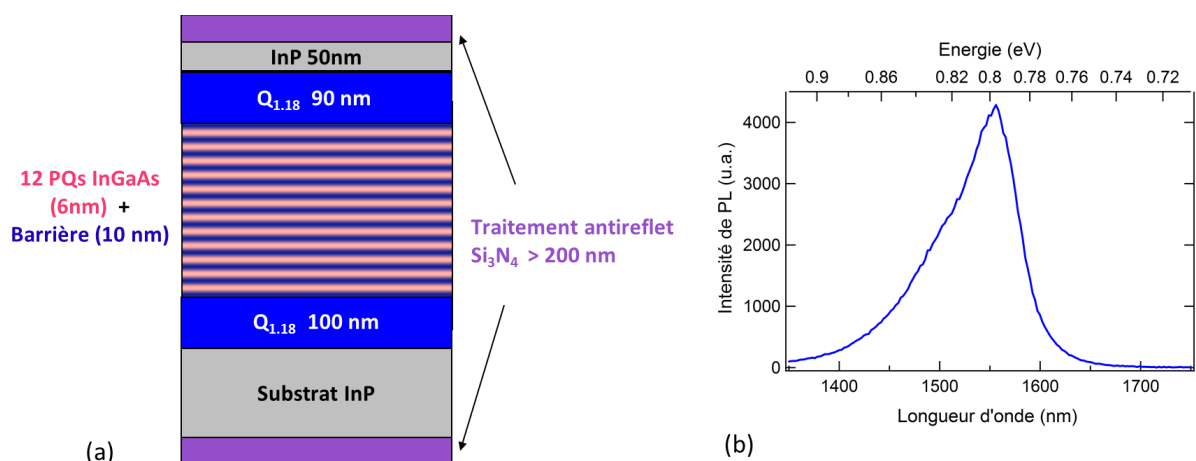 InP 50nm
Q1.18 90 nm
12 PQs InGaAs
(6nm) +
Barrière (10 nm)
Traitement antireflet
Si3N4 > 200 nm
Q1.18 100 nm
Substrat InP
(a)
Energie (eV)
0.9 0.86 0.82 0.8 0.78 0.76 0.74 0.72
Intensité de PL (u.a.)
4000
3000
2000
1000
0
1400 1500 1600 1700
Longueur d'onde (nm)
(b)